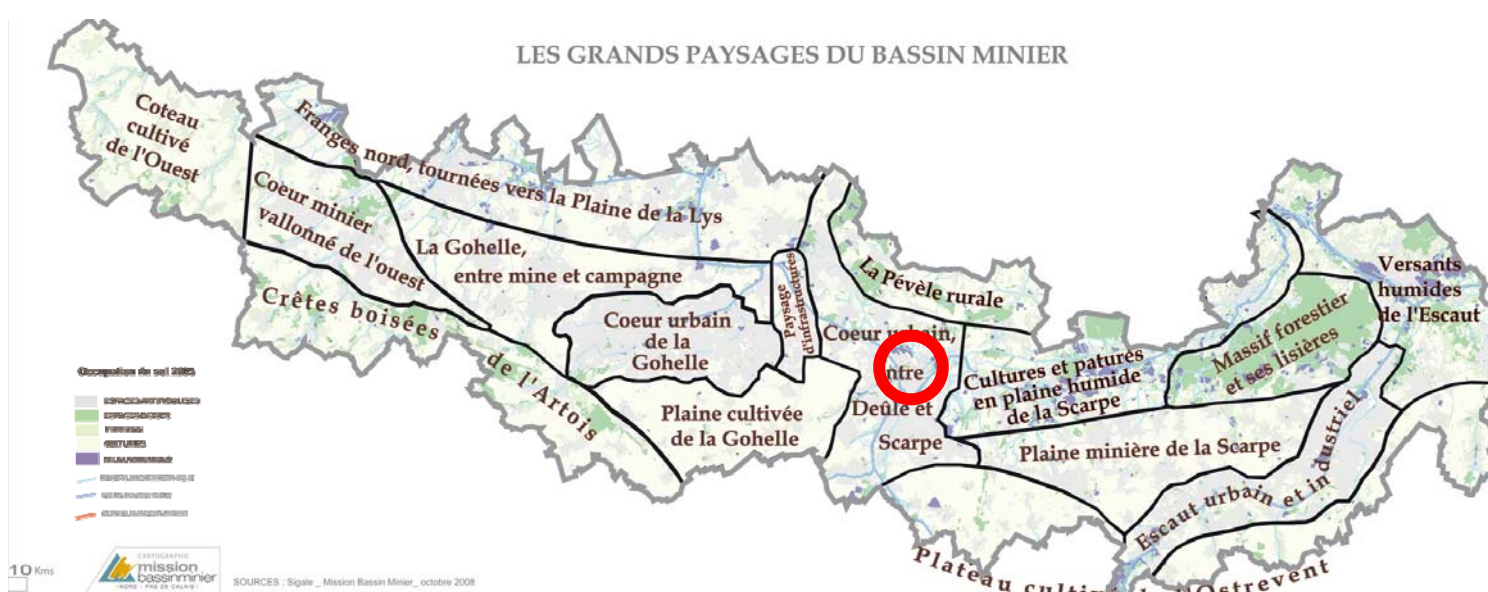 LES GRANDS PAYSAGES DU BASSIN MINIER
Coteau
cultivé
de l'Ouest
Franges nord, tournées vers la Plaine de la Lys
Coeur minier
vallonné de l'ouest
La Gohelle,
entre mine et campagne
Crêtes boisées
de l'Artois
Coeur urbain
de la
Gohelle
Paysage
d'infrastructures
La Pévèle rurale
Coeur urbain,
ntre
Deûle et
Scarpe
Plaine cultivée
de la Gohelle
Cultures et patures
en plaine humide
de la Scarpe
Massif forestier
et ses lisières
Versants
humides
de l'Escaut
Plaine minière de la Scarpe
Escaut urbain et industriel
Plateau
Ostrevent
Occupation du sol 2005
10 Kms
CARTOGRAPHIE
mission
bassinminier
NORD - PAS DE CALAIS
SOURCES : Sigale _ Mission Bassin Minier_ octobre 2008